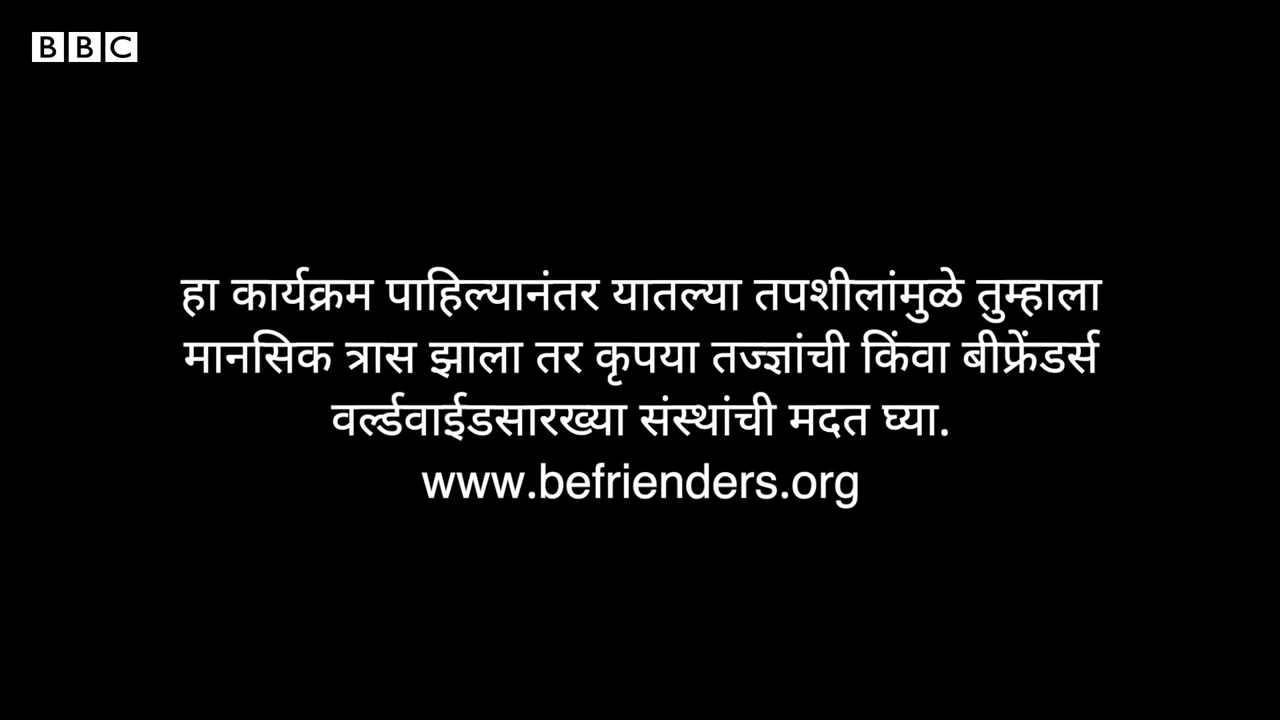 BBC
हा कार्यक्रम पाहिल्यानंतर यातल्या तपशीलांमुळे तुम्हाला
मानसिक त्रास झाला तर कृपया तज्ज्ञांची किंवा बीफ्रेंडर्स
वर्ल्डवाईडसारख्या संस्थांची मदत घ्या.
www.befrienders.org